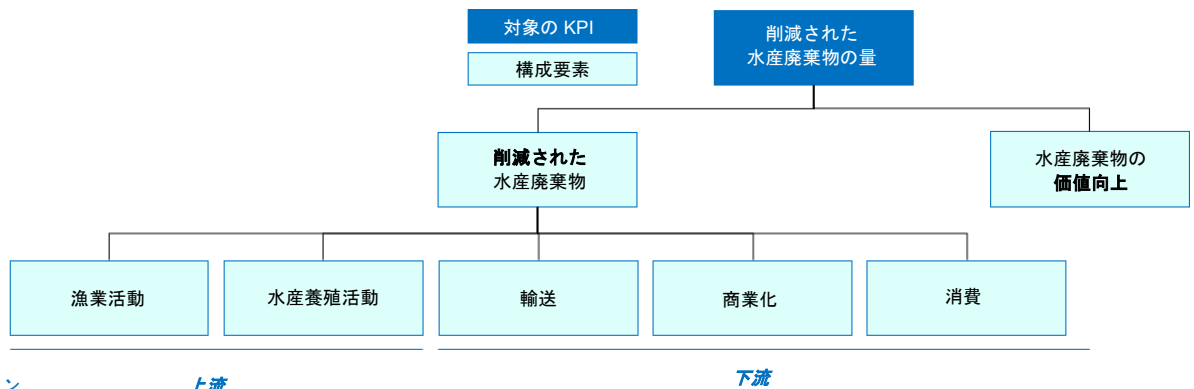 対象の KPI
構成要素
削減された
水産廃棄物の量
削減された
水産廃棄物
水産廃棄物の
価値向上
漁業活動
水産養殖活動
輸送
商業化
消費
ン
上流
下流